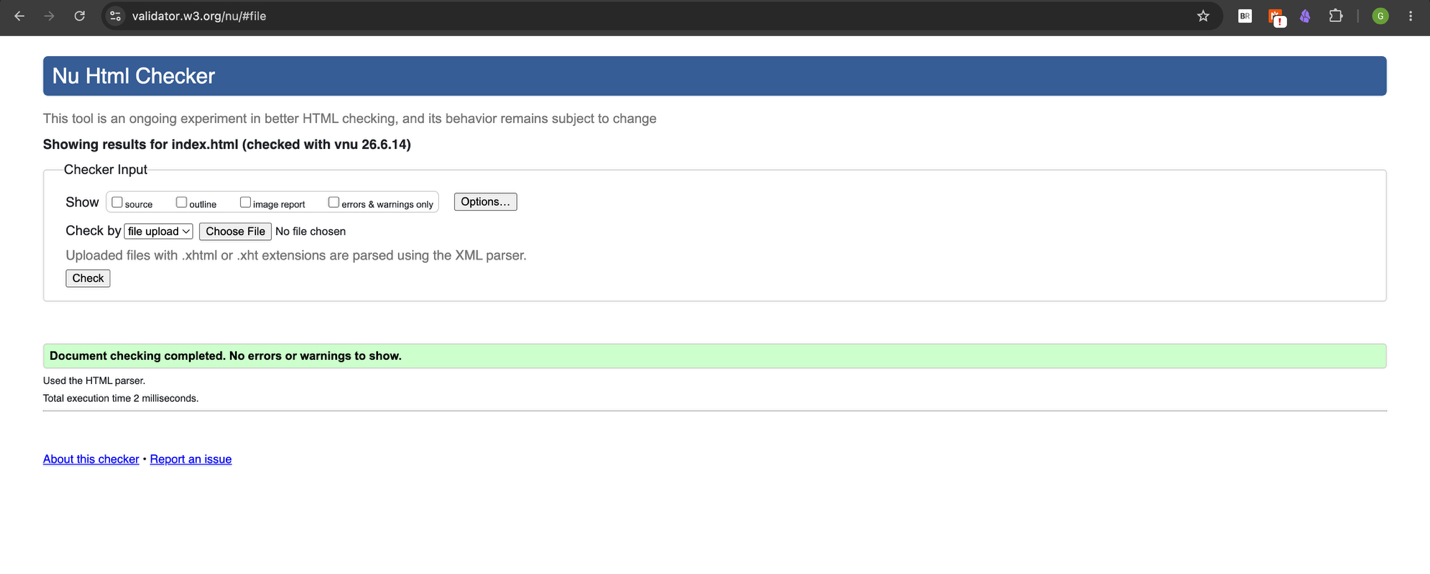 validator.w3.org/nu/#file
BR
!
G
Nu Html Checker
This tool is an ongoing experiment in better HTML checking, and its behavior remains subject to change
Showing results for index.html (checked with vnu 26.6.14)
Checker Input
Show source outline image report errors & warnings only Options...
Check by file upload Choose File No file chosen
Uploaded files with .xhtml or .xht extensions are parsed using the XML parser.
Check
Document checking completed. No errors or warnings to show.
Used the HTML parser.
Total execution time 2 milliseconds.
About this checker • Report an issue